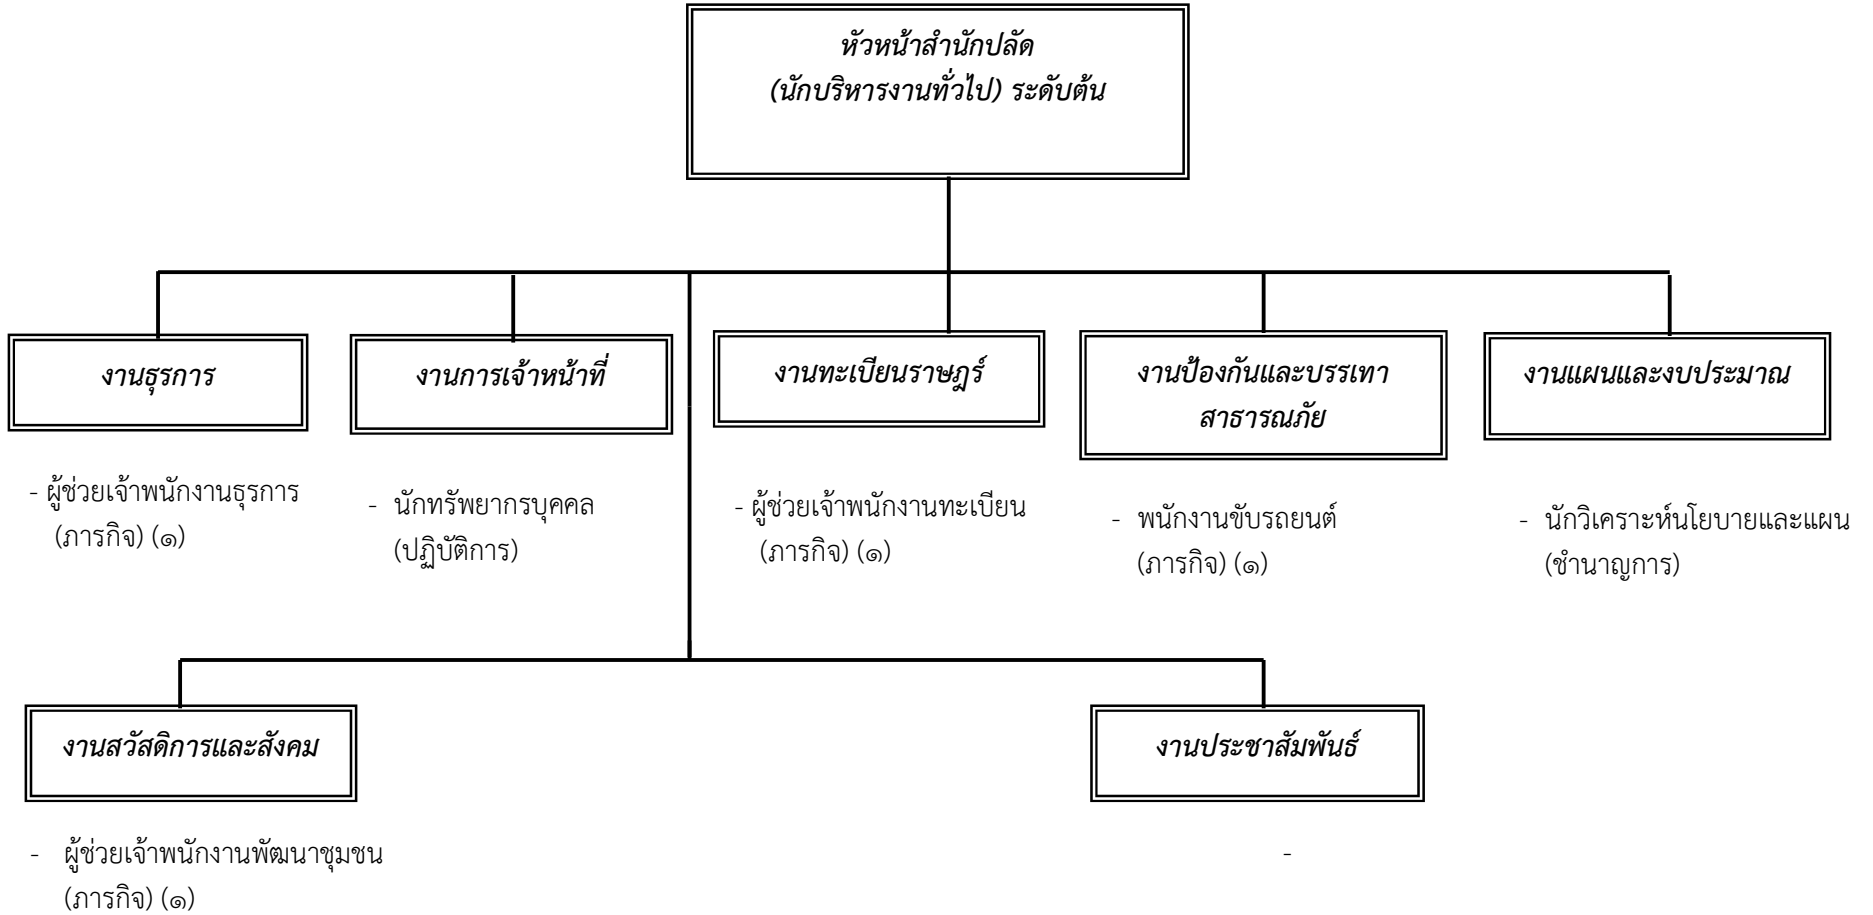 หัวหน้าสำนักปลัด
(นักบริหารงานทั่วไป) ระดับต้น
งานธุรการ
- ผู้ช่วยเจ้าพนักงานธุรการ
(ภารกิจ) (๑)
งานการเจ้าหน้าที่
- นักทรัพยากรบุคคล
(ปฏิบัติการ)
งานทะเบียนราษฎร์
- ผู้ช่วยเจ้าพนักงานทะเบียน
(ภารกิจ) (๑)
งานป้องกันและบรรเทา
สาธารณภัย
- พนักงานขับรถยนต์
(ภารกิจ) (๑)
งานแผนและงบประมาณ
- นักวิเคราะห์นโยบายและแผน
(ชำนาญการ)
งานสวัสดิการและสังคม
- ผู้ช่วยเจ้าพนักงานพัฒนาชุมชน
(ภารกิจ) (๑)
งานประชาสัมพันธ์
-